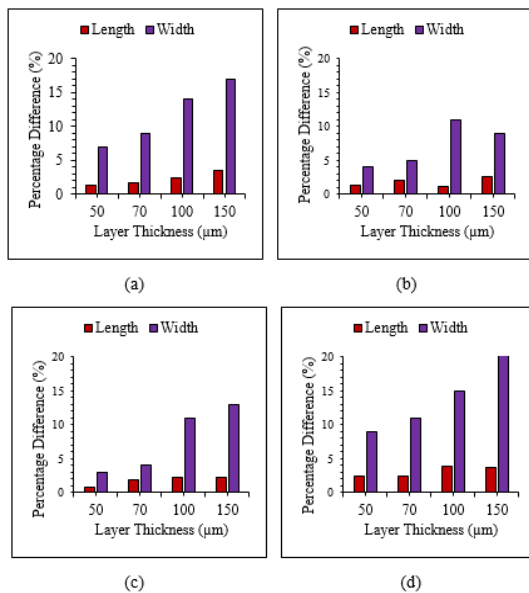 Length Width
Percentage Difference (%)
20
15
10
5
0
50 70 100 150
Layer Thickness (µm)
(a)
Length Width
Percentage Difference (%)
20
15
10
5
0
50 70 100 150
Layer Thickness (µm)
(b)
Length Width
Percentage Difference (%)
20
15
10
5
0
50 70 100 150
Layer Thickness (µm)
(c)
Length Width
Percentage Difference (%)
20
15
10
5
0
50 70 100 150
Layer Thickness (µm)
(d)